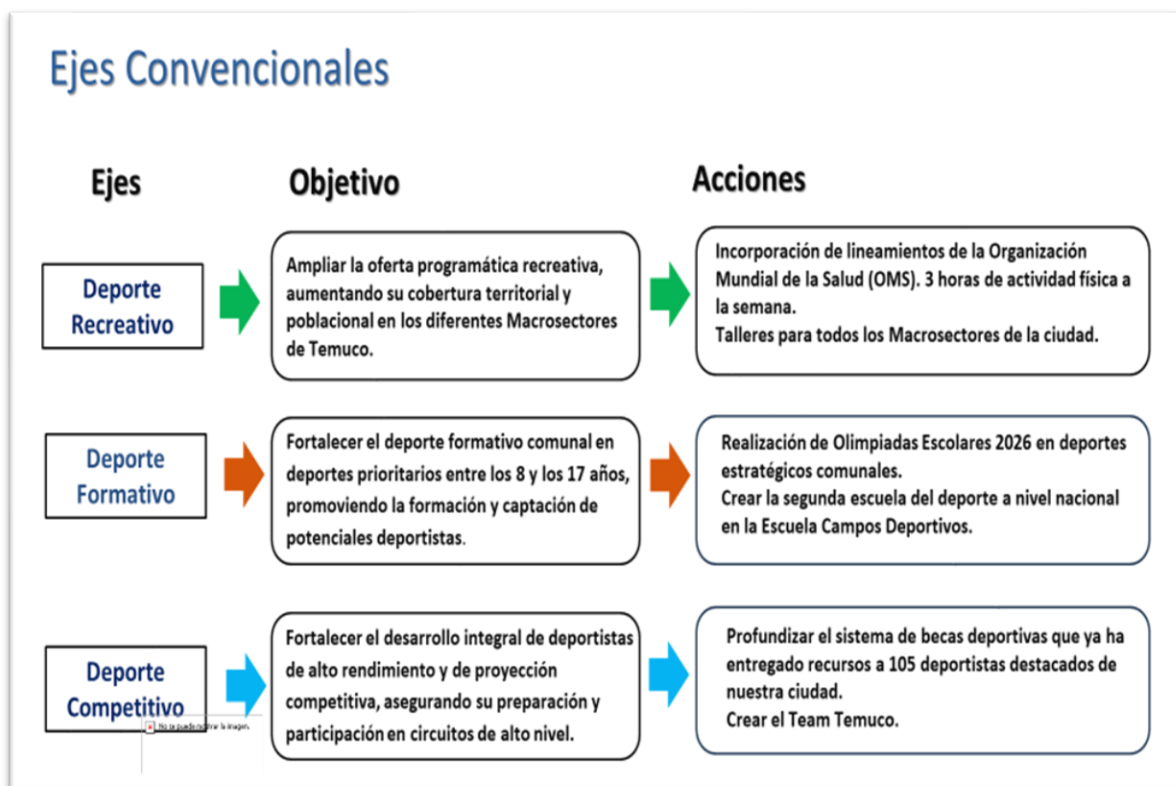 Ejes Convencionales
Ejes
Objetivo
Acciones
Deporte
Recreativo
Ampliar la oferta programática recreativa,
aumentando su cobertura territorial y
poblacional en los diferentes Macrosectores
de Temuco.
Incorporación de lineamientos de la Organización
Mundial de la Salud (OMS). 3 horas de actividad física a
la semana.
Talleres para todos los Macrosectores de la ciudad.
Deporte
Formativo
Fortalecer el deporte formativo comunal en
deportes prioritarios entre los 8 y los 17 años,
promoviendo la formación y captación de
potenciales deportistas.
Realización de Olimpiadas Escolares 2026 en deportes
estratégicos comunales.
Crear la segunda escuela del deporte a nivel nacional
en la Escuela Campos Deportivos.
Deporte
Competitivo
No se puede mostrar la imagen.
Fortalecer el desarrollo integral de deportistas
de alto rendimiento y de proyección
competitiva, asegurando su preparación y
participación en circuitos de alto nivel.
Profundizar el sistema de becas deportivas que ya ha
entregado recursos a 105 deportistas destacados de
nuestra ciudad.
Crear el Team Temuco.